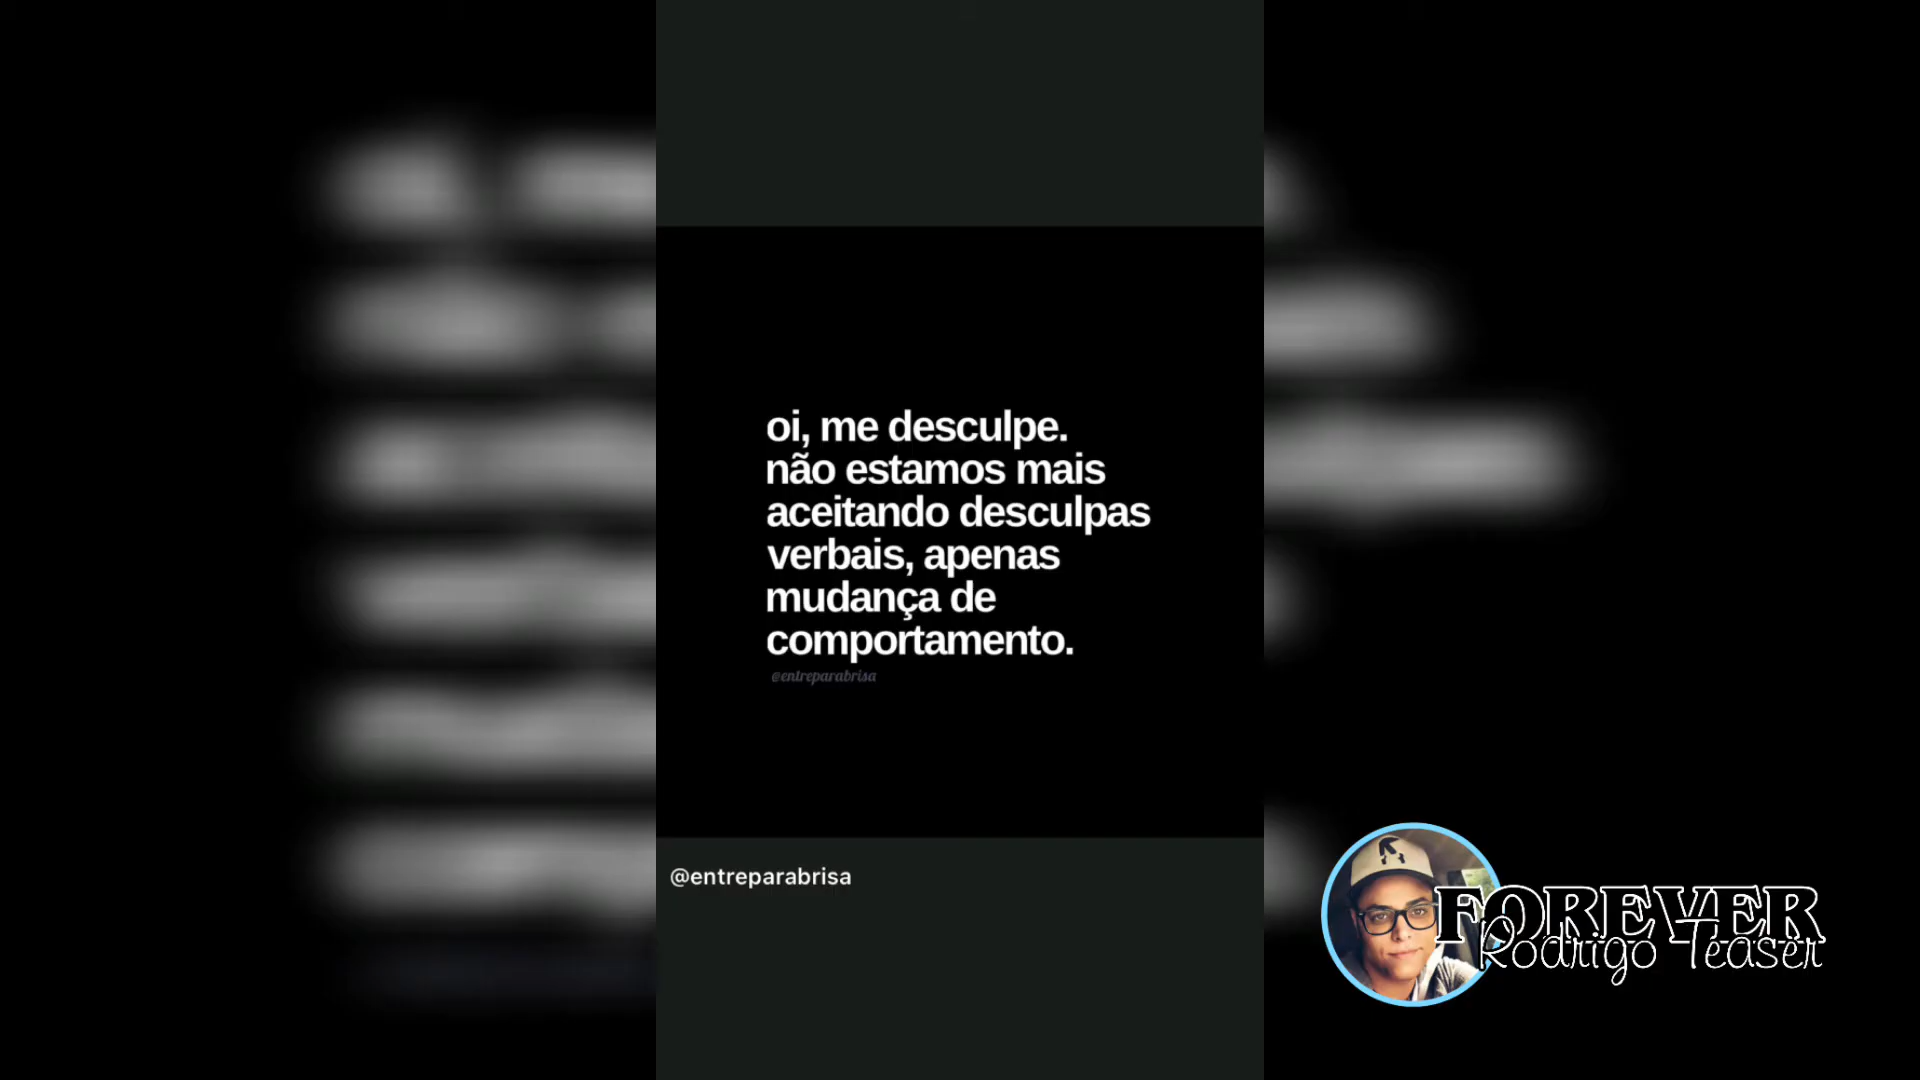 oi, me desculpe.
não estamos mais
aceitando desculpas
verbais, apenas
mudança de
comportamento.
@entreparabrisa
@entreparabrisa
FOREVER
Rodrigo Teaser